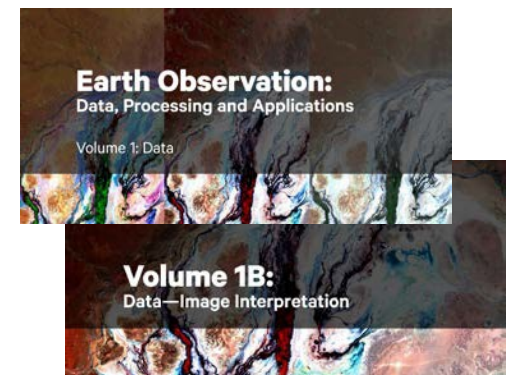 Earth Observation:
Data, Processing and Applications
Volume 1: Data
Volume 1B:
Data—Image Interpretation